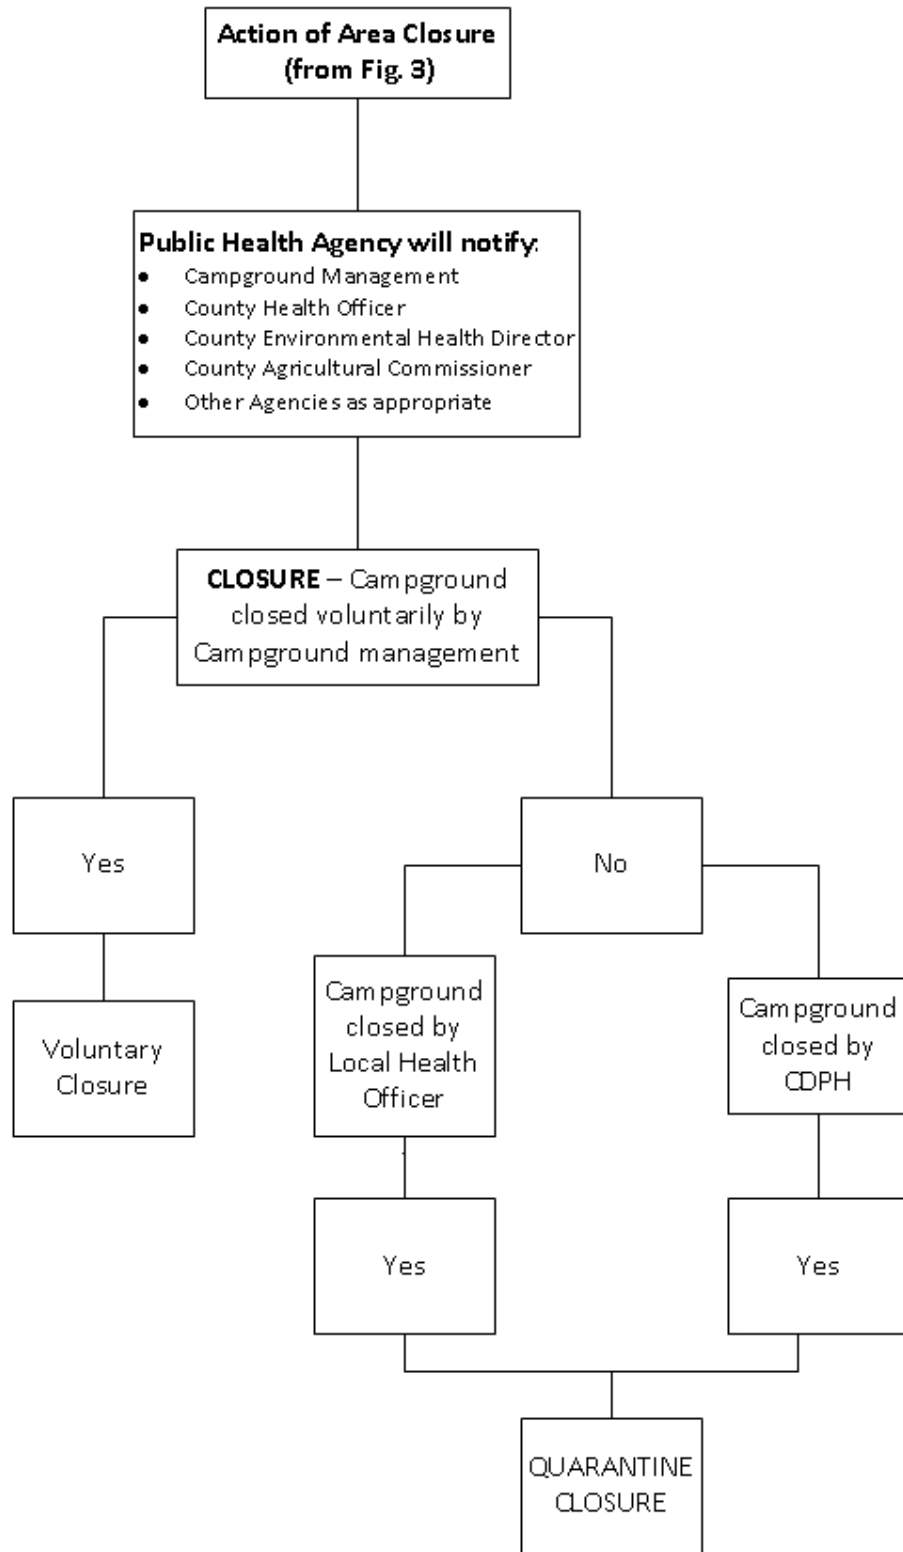 Action of Area Closure
(from Fig. 3)
Public Health Agency will notify:
● Campground Management
● County Health Officer
● County Environmental Health Director
● County Agricultural Commissioner
● Other Agencies as appropriate
CLOSURE – Campground
closed voluntarily by
Campground management
Yes
No
Voluntary
Closure
Campground
closed by
Local Health
Officer
Campground
closed by
CDPH
Yes
Yes
QUARANTINE
CLOSURE